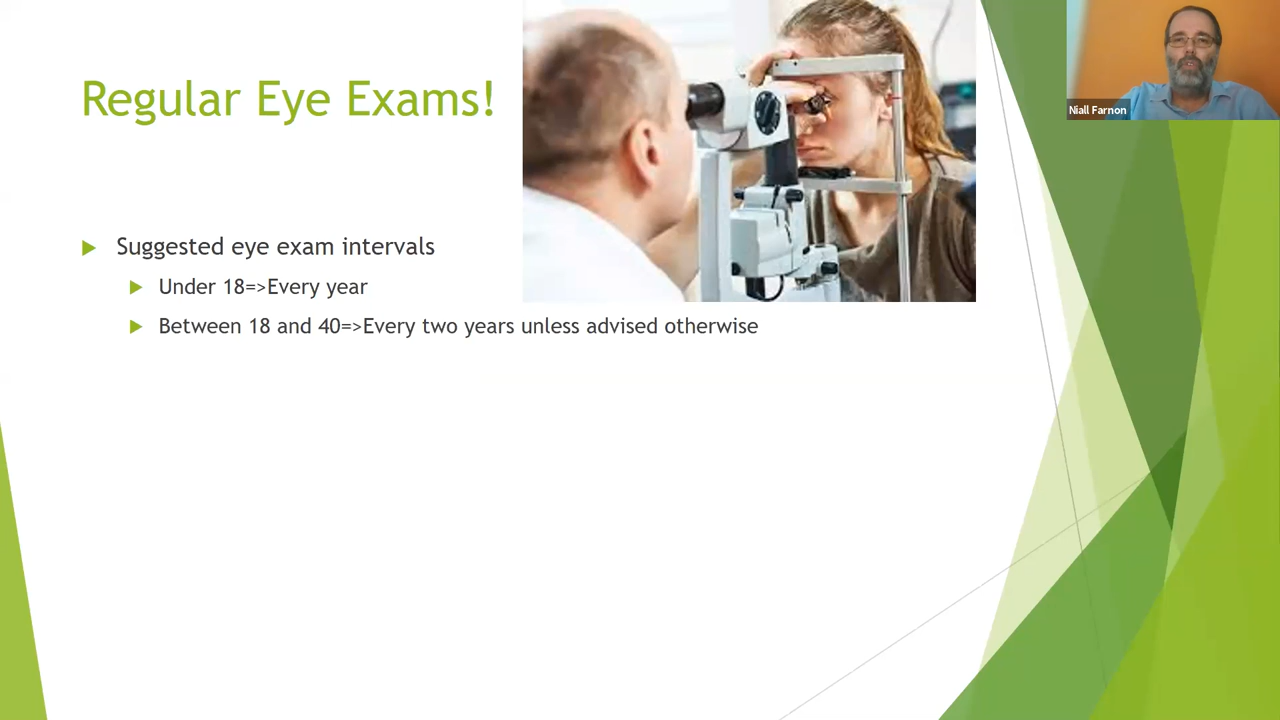 Regular Eye Exams!
Niall Farnon
Suggested eye exam intervals
Under 18=>Every year
Between 18 and 40=>Every two years unless advised otherwise